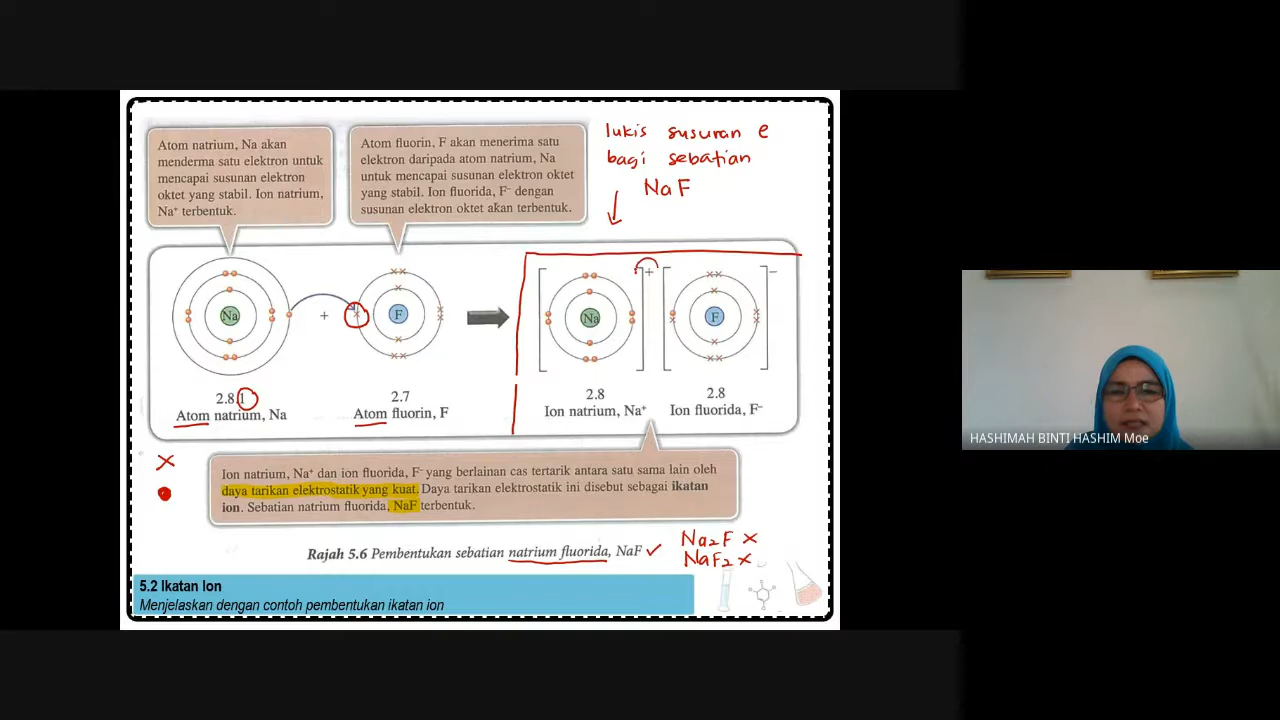 Atom natrium, Na akan
menderma satu elektron untuk
mencapai susunan elektron
oktet yang stabil. Ion natrium,
Na⁺ terbentuk.
Atom fluorin, F akan menerima satu
elektron daripada atom natrium, Na
untuk mencapai susunan elektron oktet
yang stabil. Ion fluorida, F⁻ dengan
susunan elektron oktet akan terbentuk.
lukis susuran e
bagi sebatian
NaF
Na
+
F
Na
+
F
−
2.8.1
Atom natrium, Na
2.7
Atom fluorin, F
2.8
Ion natrium, Na⁺
2.8
Ion fluorida, F⁻
Ion natrium, Na⁺ dan ion fluorida, F⁻ yang berlainan cas tertarik antara satu sama lain oleh
daya tarikan elektrostatik yang kuat. Daya tarikan elektrostatik ini disebut sebagai ikatan
ion. Sebatian natrium fluorida, NaF terbentuk.
Rajah 5.6 Pembentukan sebatian natrium fluorida, NaF ✓
Na₂F ×
NaF₂ ×
5.2 Ikatan Ion
Menjelaskan dengan contoh pembentukan ikatan ion
HASHIMAH BINTI HASHIM Moe